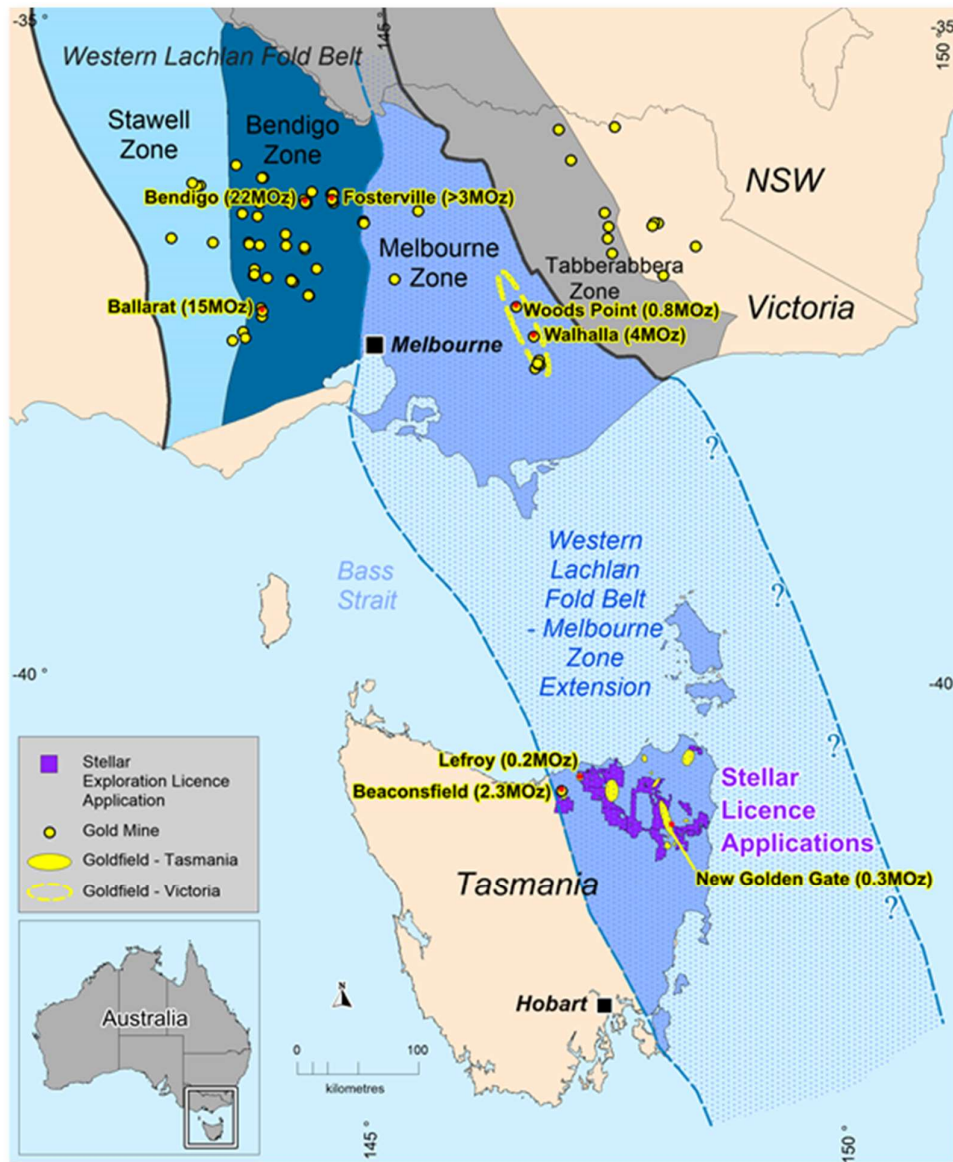 -35 °
145 °
150 °
-35
Western Lachlan Fold Belt
Stawell
Zone
Bendigo
Zone
NSW
Bendigo (22MOz)
Fosterville (>3MOz)
Melbourne
Zone
Tabberabbera
Zone
Victoria
Ballarat (15MOz)
Woods Point (0.8MOz)
Walhalla (4MOz)
Melbourne
?
Western
Lachlan
Fold Belt
- Melbourne
Zone
Extension
Bass
Strait
?
-40 °
-40
?
Lefroy (0.2MOz)
Beaconsfield (2.3MOz)
Stellar
Licence
Applications
New Golden Gate (0.3MOz)
?
Tasmania
Hobart
Stellar
Exploration Licence
Application
Gold Mine
Goldfield - Tasmania
Goldfield - Victoria
Australia
N
0 100
kilometres
145 °
150 °